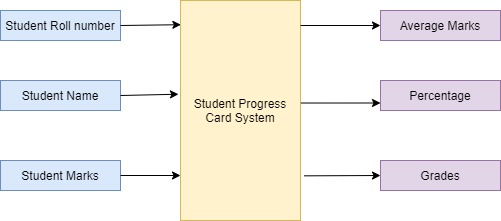 Student Roll number
Student Name
Student Marks
Student Progress
Card System
Average Marks
Percentage
Grades